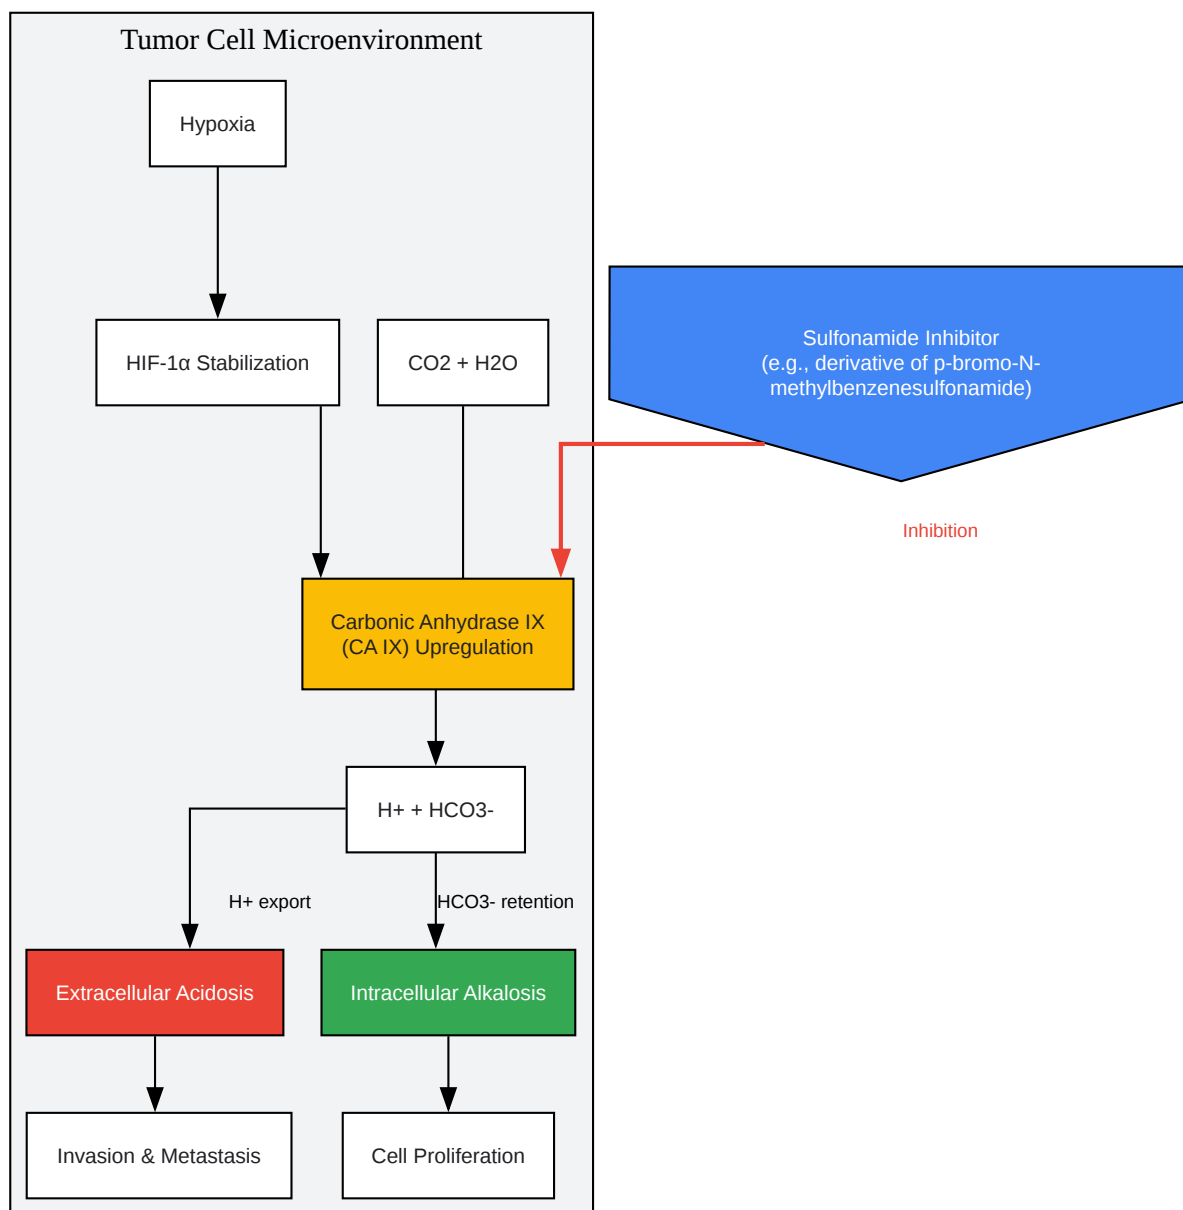 Tumor Cell Microenvironment
Hypoxia
HIF-1α Stabilization
CO2 + H2O
Sulfonamide Inhibitor
(e.g., derivative of p-bromo-N-
methylbenzenesulfonamide)
Inhibition
Carbonic Anhydrase IX
(CA IX) Upregulation
H+ + HCO3-
H+ export
HCO3- retention
Extracellular Acidosis
Intracellular Alkalosis
Invasion & Metastasis
Cell Proliferation